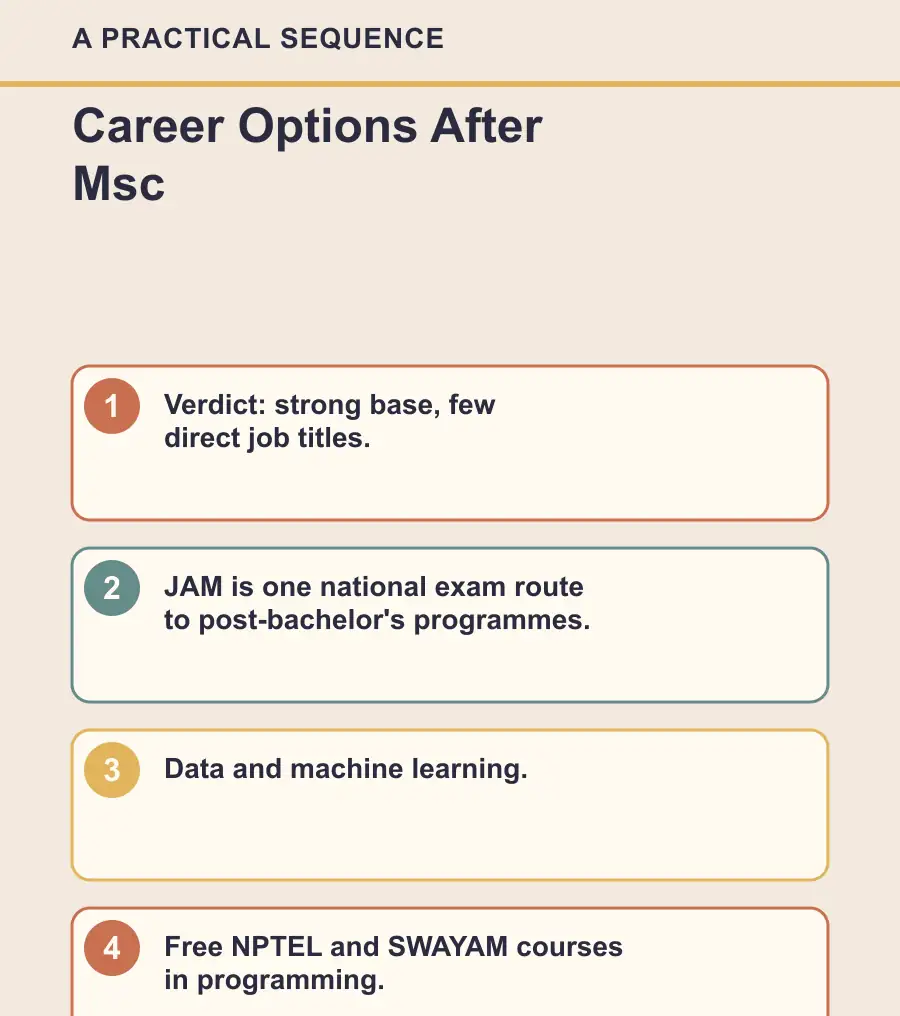 A PRACTICAL SEQUENCE
Career Options After
Msc
1
Verdict: strong base, few
direct job titles.
2
JAM is one national exam route
to post-bachelor's programmes.
3
Data and machine learning.
4
Free NPTEL and SWAYAM courses
in programming.